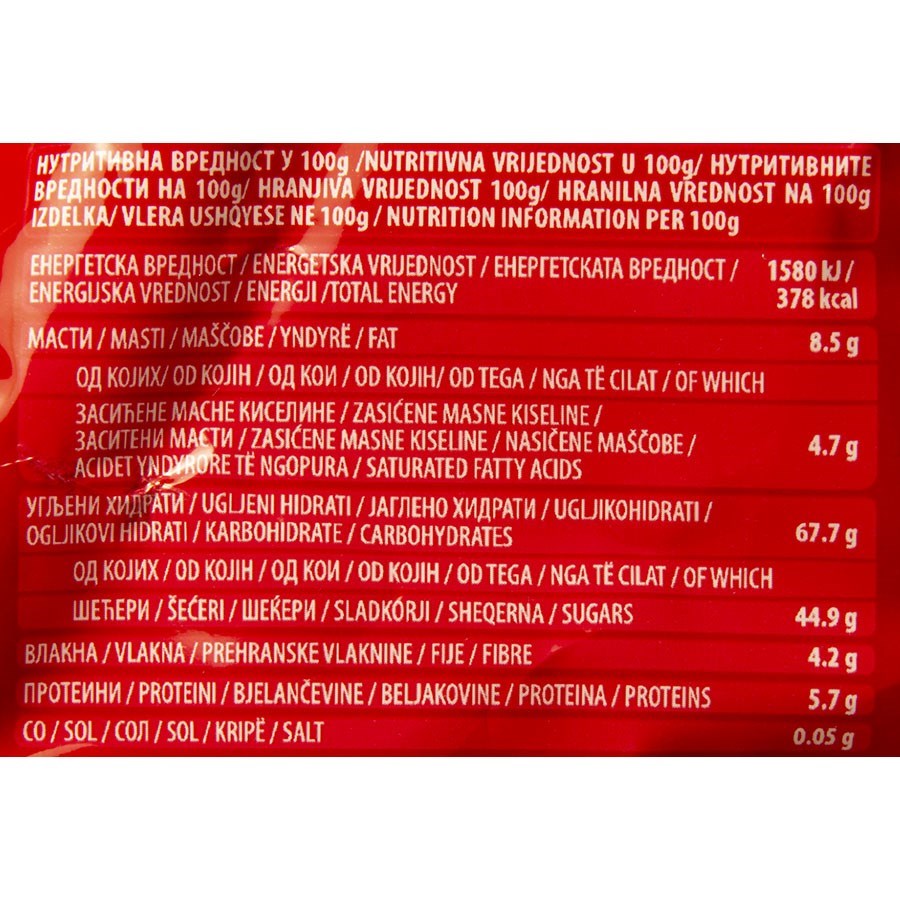 НУТРИТИВНА ВРЕДНОСТ У 100g /NUTRITIVNA VRIJEDNOST U 100g/ НУТРИТИВНИТЕ
ВРЕДНОСТИ НА 100g/ HRANJIVA VRIJEDNOST 100g/ HRANILNA VREDNOST NA 100g
IZDELKA/ VLERA USHQYESE NE 100g / NUTRITION INFORMATION PER 100g
ЕНЕРГЕТСКА ВРЕДНОСТ / ENERGETSKA VRIJEDNOST / ЕНЕРГЕТСКАТА ВРЕДНОСТ / 1580 kJ /
ENERGIJSKA VREDNOST / ENERGJI /TOTAL ENERGY 378 kcal
МАСТИ / MASTI / MAŠČOBE / YNDYRË / FAT 8.5 g
ОД КОЈИХ/ OD KOJIH / ОД КОИ / OD KOJIH/ OD TEGA / NGA TË CILAT / OF WHICH
ЗАСИЋЕНЕ МАСНЕ КИСЕЛИНЕ / ZASIĆENE MASNE KISELINE /
ЗАСИТЕНИ МАСТИ / ZASIĆENE MASNE KISELINE / NASIČENE MAŠČOBE / 4.7 g
ACIDET YNDYRORE TË NGOPURA / SATURATED FATTY ACIDS
УГЉЕНИ ХИДРАТИ / UGLJENI HIDRATI / ЈАГЛЕНО ХИДРАТИ / UGLJIKOHIDRATI /
OGLJIKOVI HIDRATI / KARBOHIDRATE / CARBOHYDRATES 67.7 g
ОД КОЈИХ / OD KOJIH / ОД КОИ / OD KOJIH / OD TEGA / NGA TË CILAT / OF WHICH
ШЕЋЕРИ / ŠEĆERI / ШЕЌЕРИ / SLADKÓRJI / SHEQERNA / SUGARS 44.9 g
ВЛАКНА / VLAKNA / PREHRANSKE VLAKNINE / FIJE / FIBRE 4.2 g
ПРОТЕИНИ / PROTEINI / BJELANČEVINE / BELJAKOVINE / PROTEINA / PROTEINS 5.7 g
СО / SOL / СОЛ / SOL / KRIPË / SALT 0.05 g